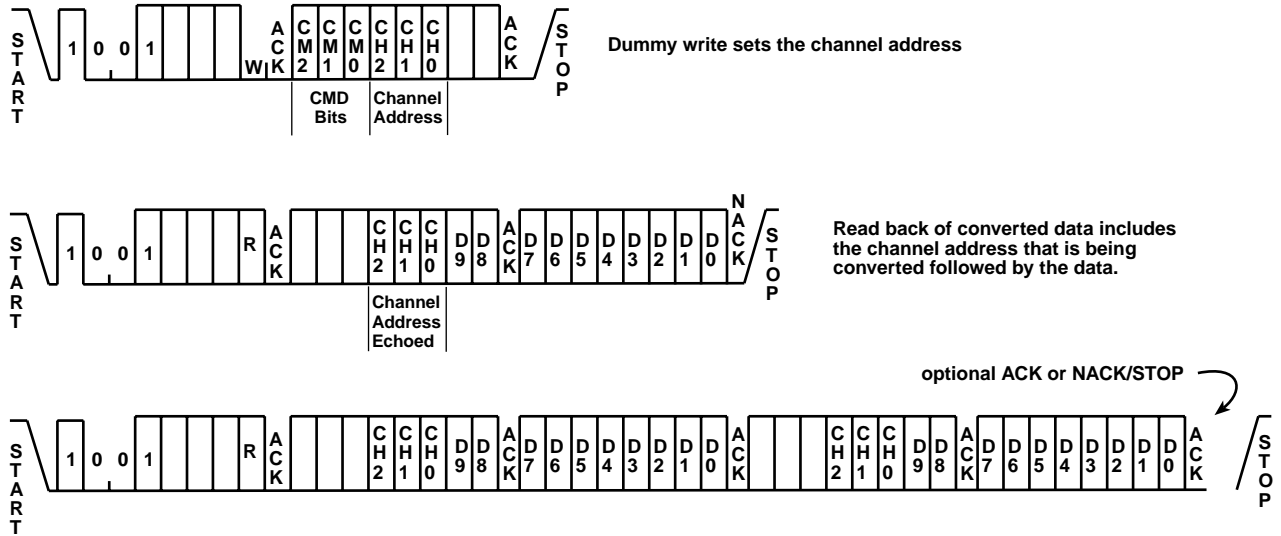 START 1 0 0 1 W ACK CM2 CM1 CM0 CH2 CH1 CH0 ACK STOP
Dummy write sets the channel address
CMD Bits
Channel Address
START 1 0 0 1 R ACK CH2 CH1 CH0 D9 D8 ACK D7 D6 D5 D4 D3 D2 D1 D0 NACK STOP
Read back of converted data includes
the channel address that is being
converted followed by the data.
Channel
Address
Echoed
optional ACK or NACK/STOP
START 1 0 0 1 R ACK CH2 CH1 CH0 D9 D8 ACK D7 D6 D5 D4 D3 D2 D1 D0 ACK CH2 CH1 CH0 D9 D8 ACK D7 D6 D5 D4 D3 D2 D1 D0 ACK STOP